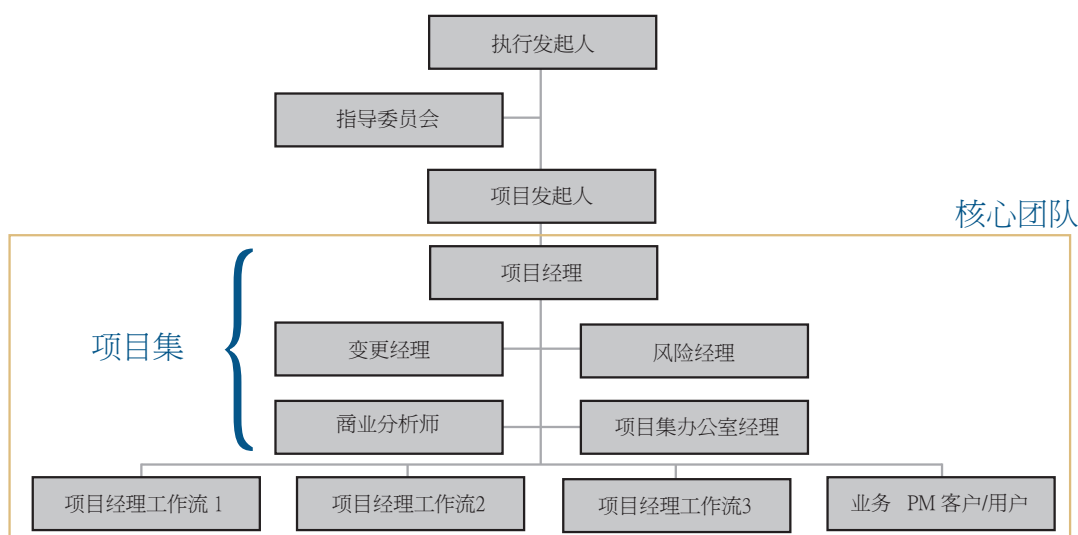 执行发起人
指导委员会
项目发起人
核心团队
项目经理
项目集
变更经理
风险经理
商业分析师
项目集办公室经理
项目经理工作流 1
项目经理工作流2
项目经理工作流3
业务 PM 客户/用户